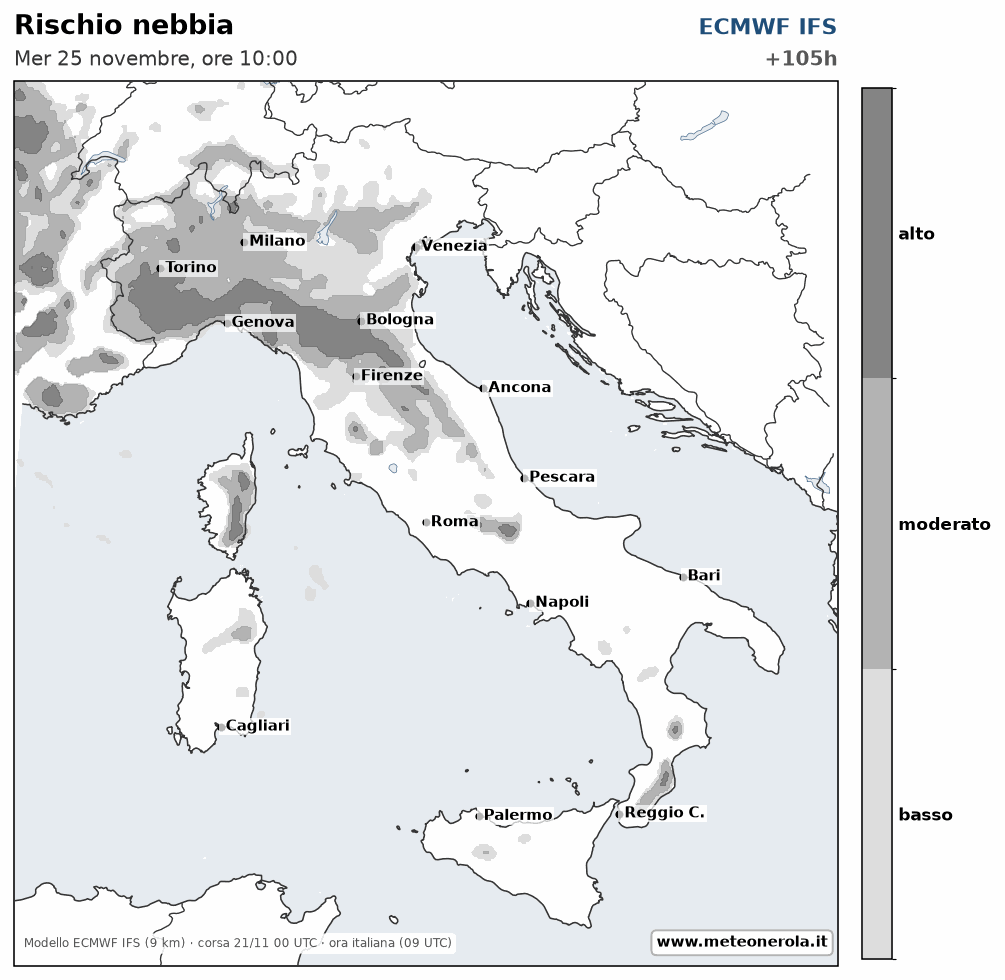 Rischio nebbia
ECMWF IFS
Mer 25 novembre, ore 10:00
+105h
Milano
Venezia
Torino
Genova
Bologna
Firenze
Ancona
Pescara
Roma
Bari
Napoli
Cagliari
Palermo
Reggio C.
alto
moderato
basso
Modello ECMWF IFS (9 km) · corsa 21/11 00 UTC · ora italiana (09 UTC)
www.meteonerola.it